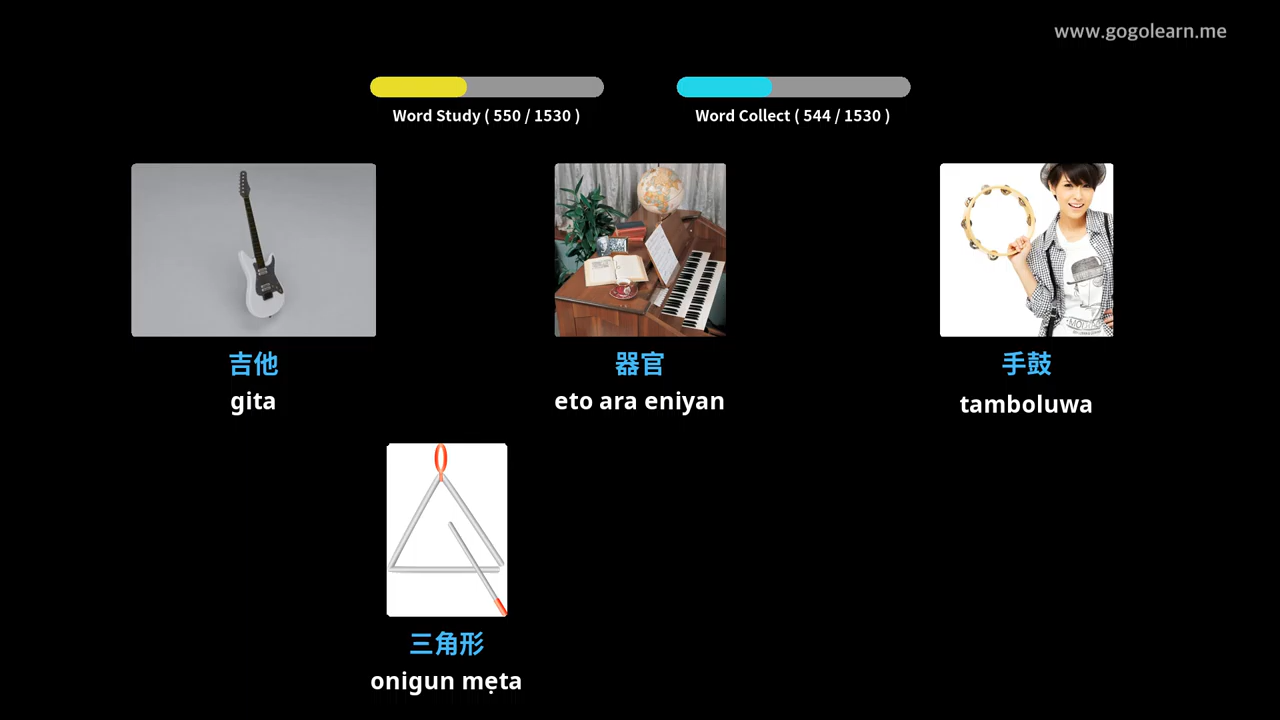 www.gogolearn.me
Word Study ( 550 / 1530 )
Word Collect ( 544 / 1530 )
吉他
gita
器官
eto ara eniyan
手鼓
tamboluwa
三角形
onigun mẹta